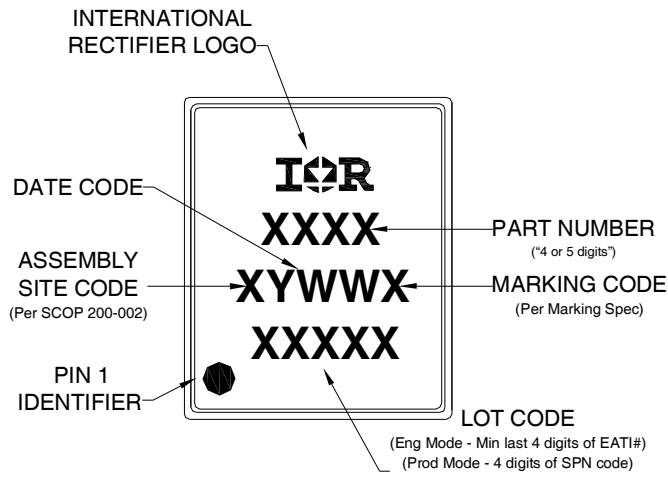 INTERNATIONAL
RECTIFIER LOGO
IOR
DATE CODE
XXXX
PART NUMBER
("4 or 5 digits")
ASSEMBLY
SITE CODE
(Per SCOP 200-002)
XYWWX
MARKING CODE
(Per Marking Spec)
XXXXX
PIN 1
IDENTIFIER
LOT CODE
(Eng Mode - Min last 4 digits of EATI#)
(Prod Mode - 4 digits of SPN code)